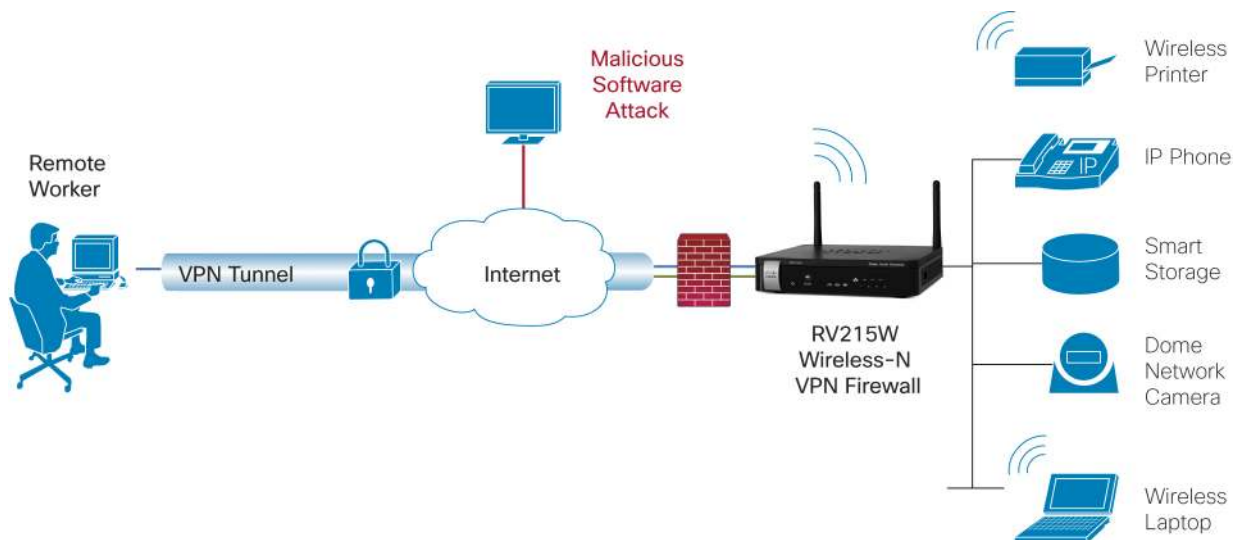 Malicious
Software
Attack
Wireless
Printer
Remote
Worker
IP Phone
IP
VPN Tunnel
Internet
Smart
Storage
RV215W
Wireless-N
VPN Firewall
Dome
Network
Camera
Wireless
Laptop